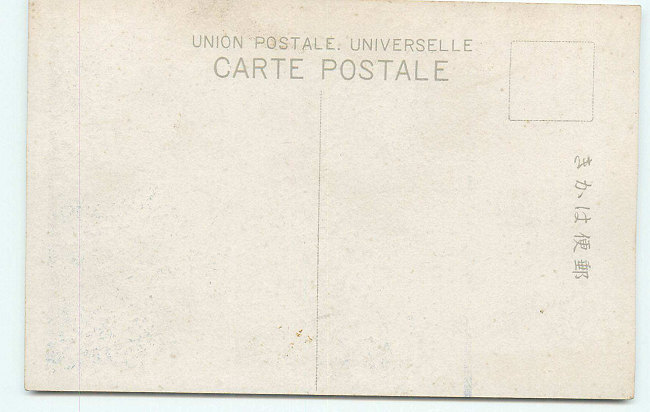 UNION POSTALE. UNIVERSELLE
CARTE POSTALE
郵便はかき